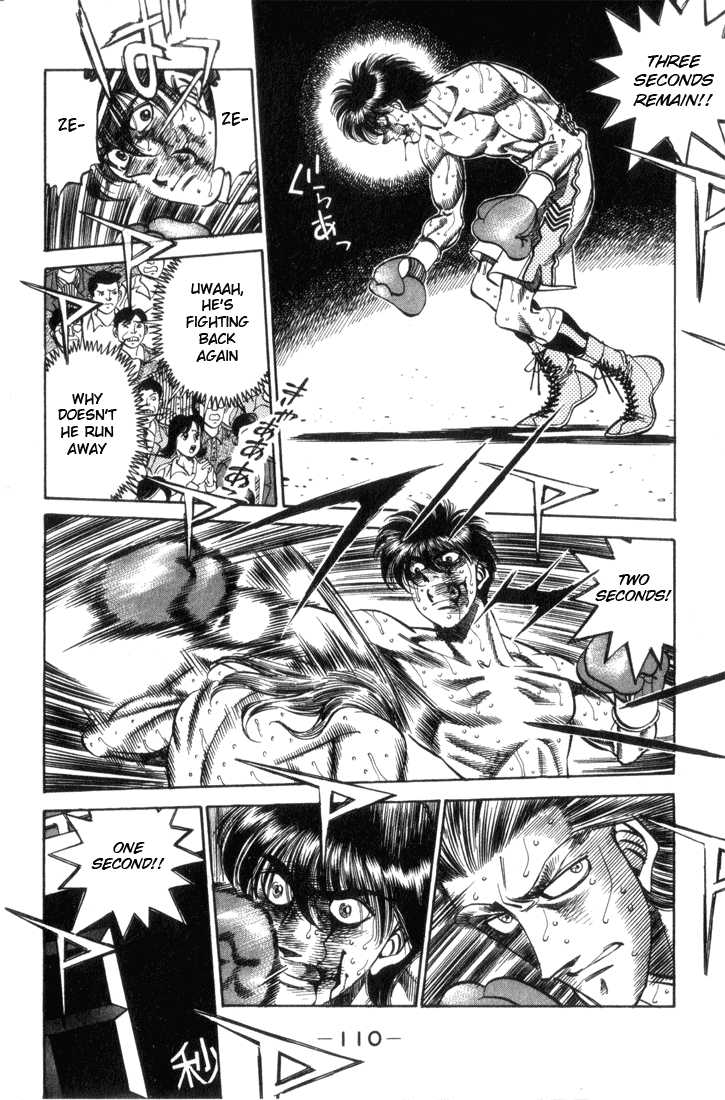 THREE
SECONDS
REMAIN!!
ZE-
ZE-
ぐらあっ
UWAAH,
HE'S
FIGHTING
BACK
AGAIN
WHY
DOESN'T
HE RUN
AWAY
きゃああああ
P
P
P
P
TWO
SECONDS!
ONE
SECOND!!
P
P
P
P
秒
-110-